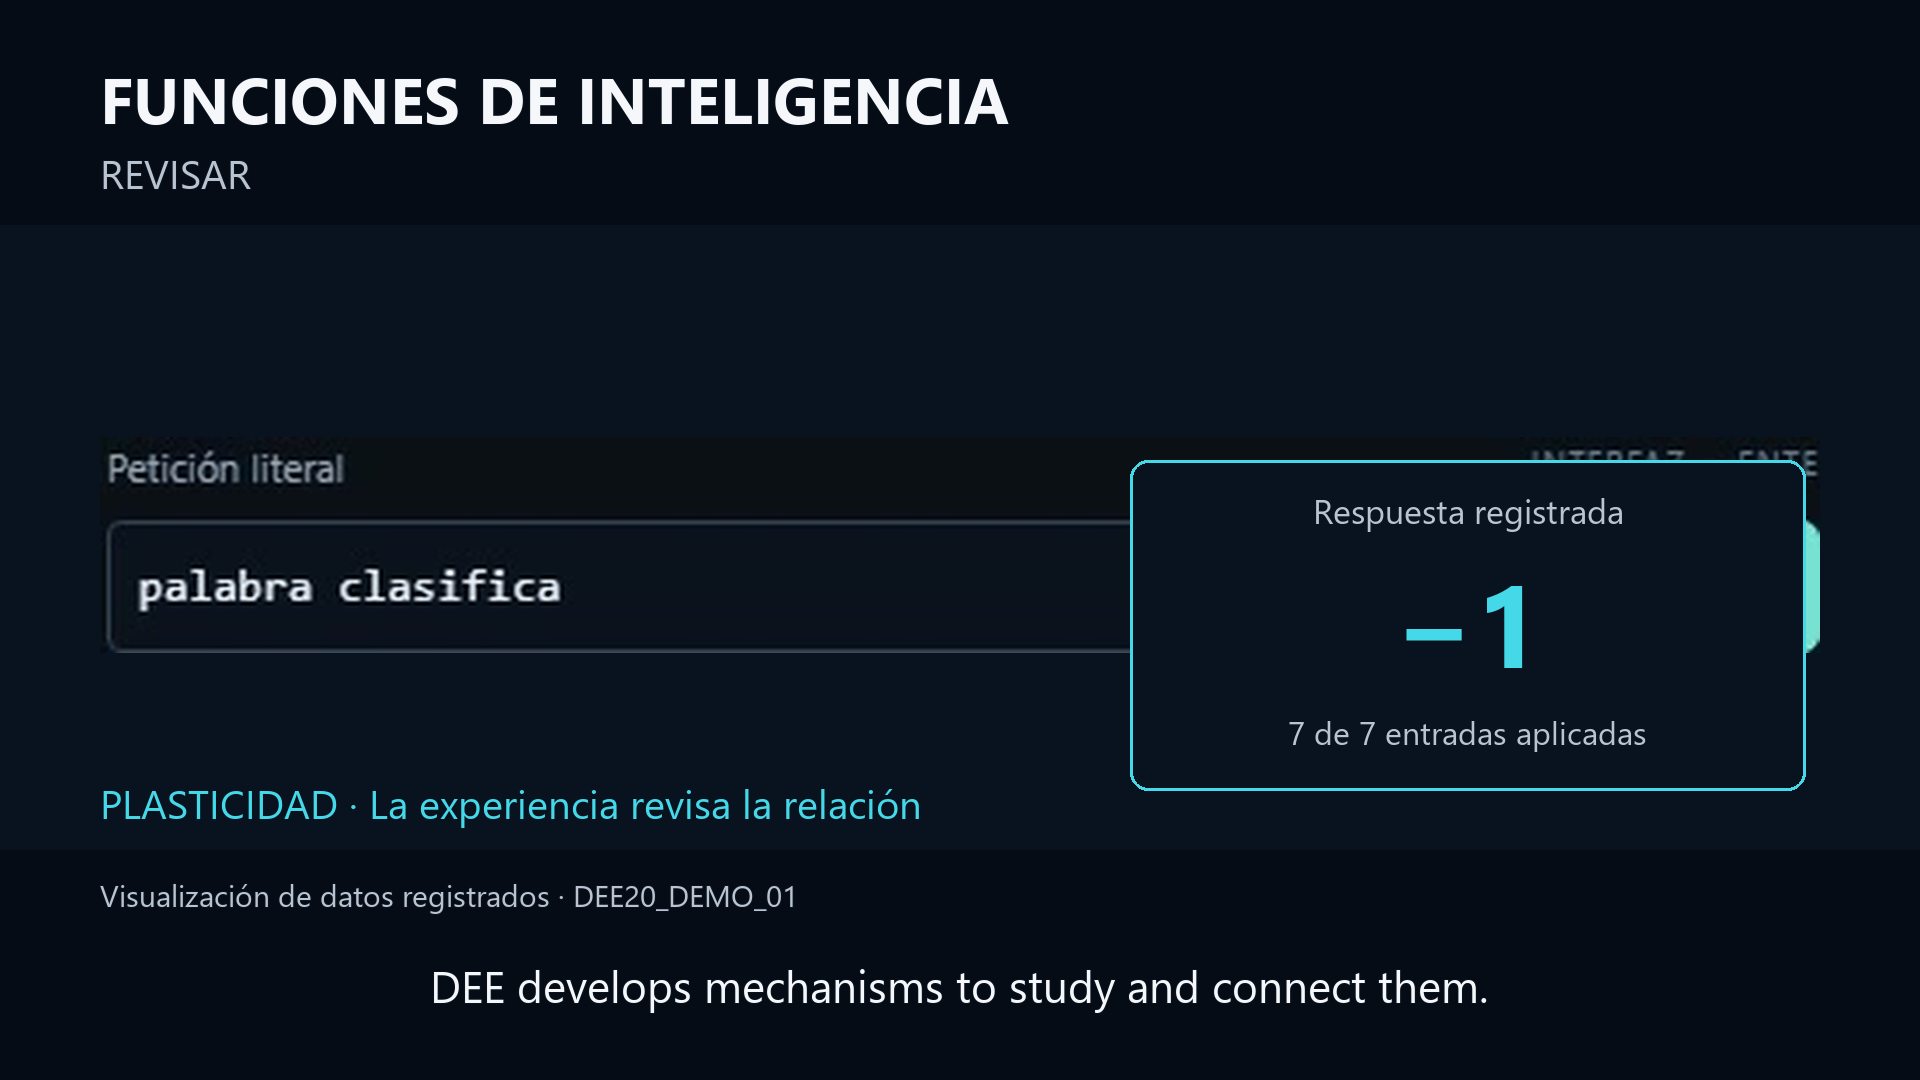 FUNCIONES DE INTELIGENCIA
REVISAR
Petición literal
palabra clasifica
Respuesta registrada
–1
7 de 7 entradas aplicadas
PLASTICIDAD · La experiencia revisa la relación
Visualización de datos registrados · DEE20_DEMO_01
DEE develops mechanisms to study and connect them.